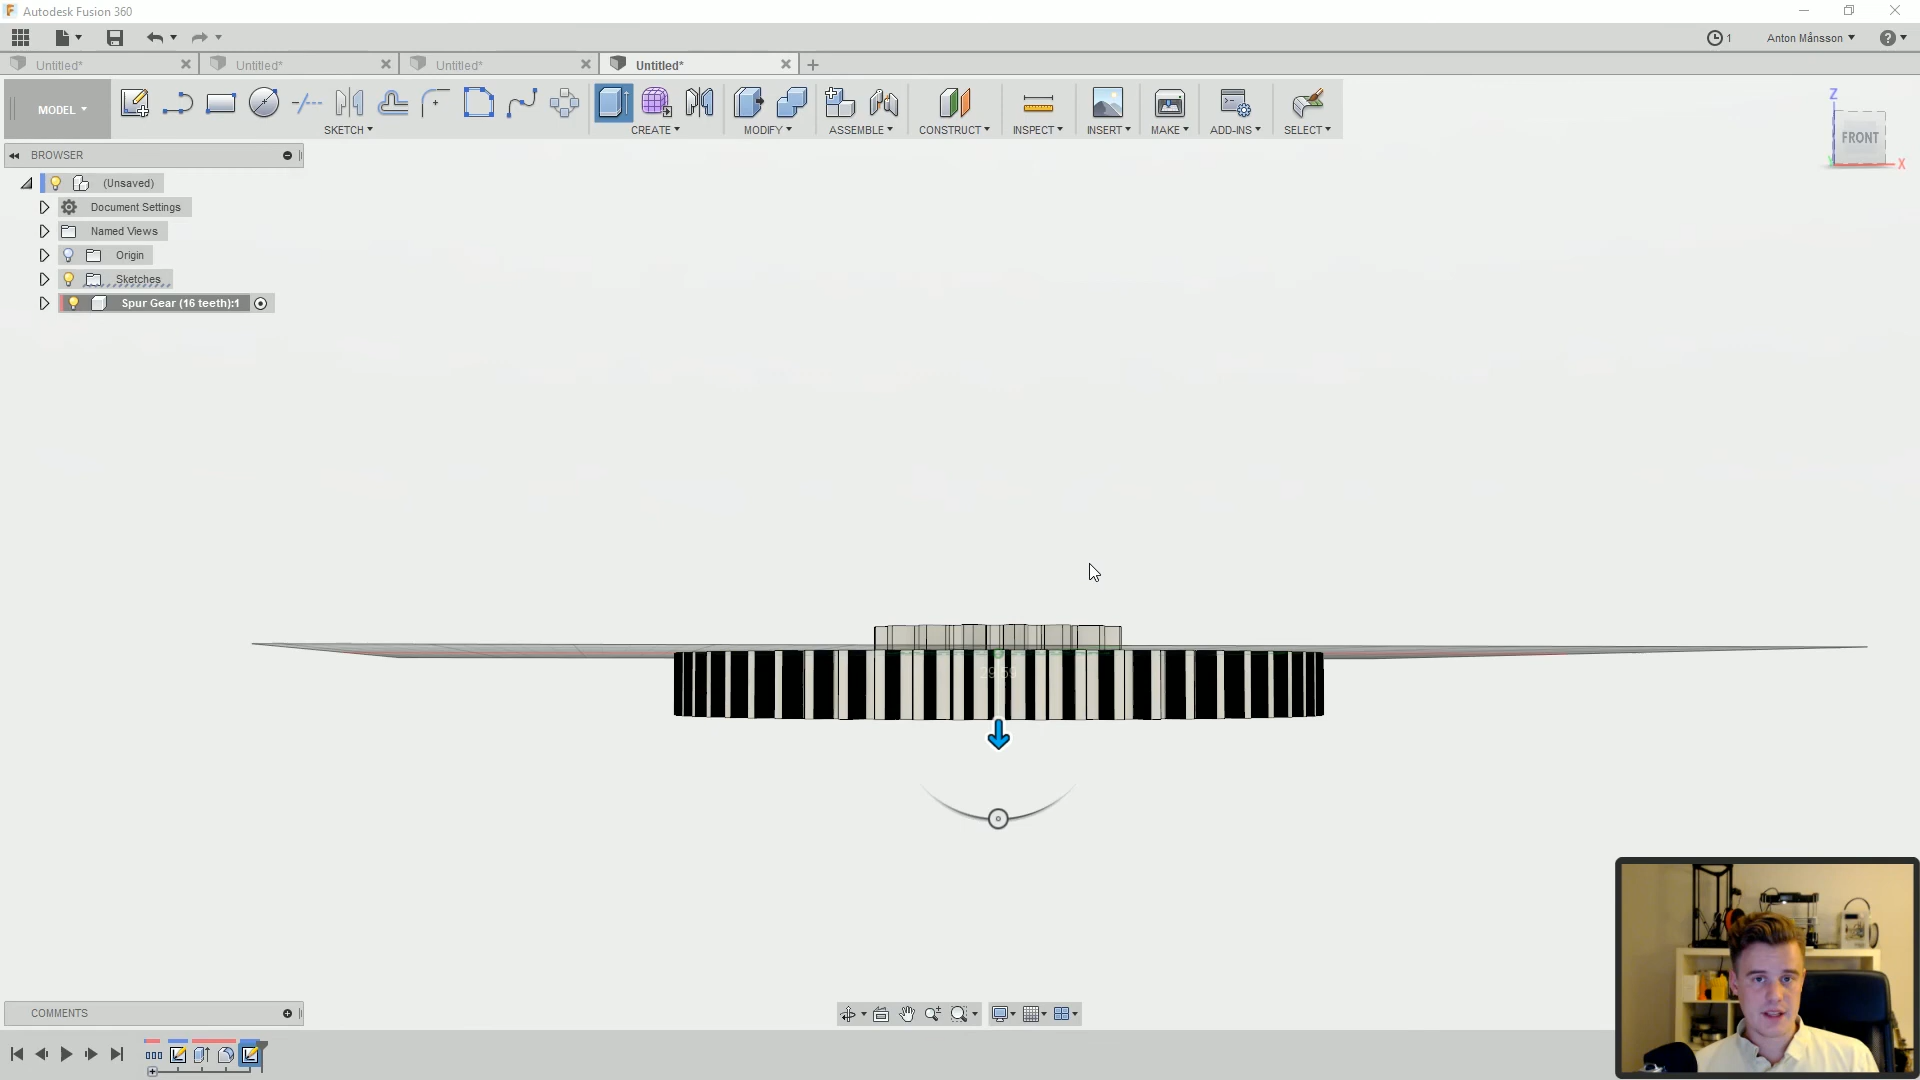 Autodesk Fusion 360
1
Anton Månsson
Untitled*
Untitled*
Untitled*
Untitled*
MODEL
SKETCH
CREATE
MODIFY
ASSEMBLE
CONSTRUCT
INSPECT
INSERT
MAKE
ADD-INS
SELECT
Z
FRONT
X
BROWSER
(Unsaved)
Document Settings
Named Views
Origin
Sketches
Spur Gear (16 teeth):1
COMMENTS